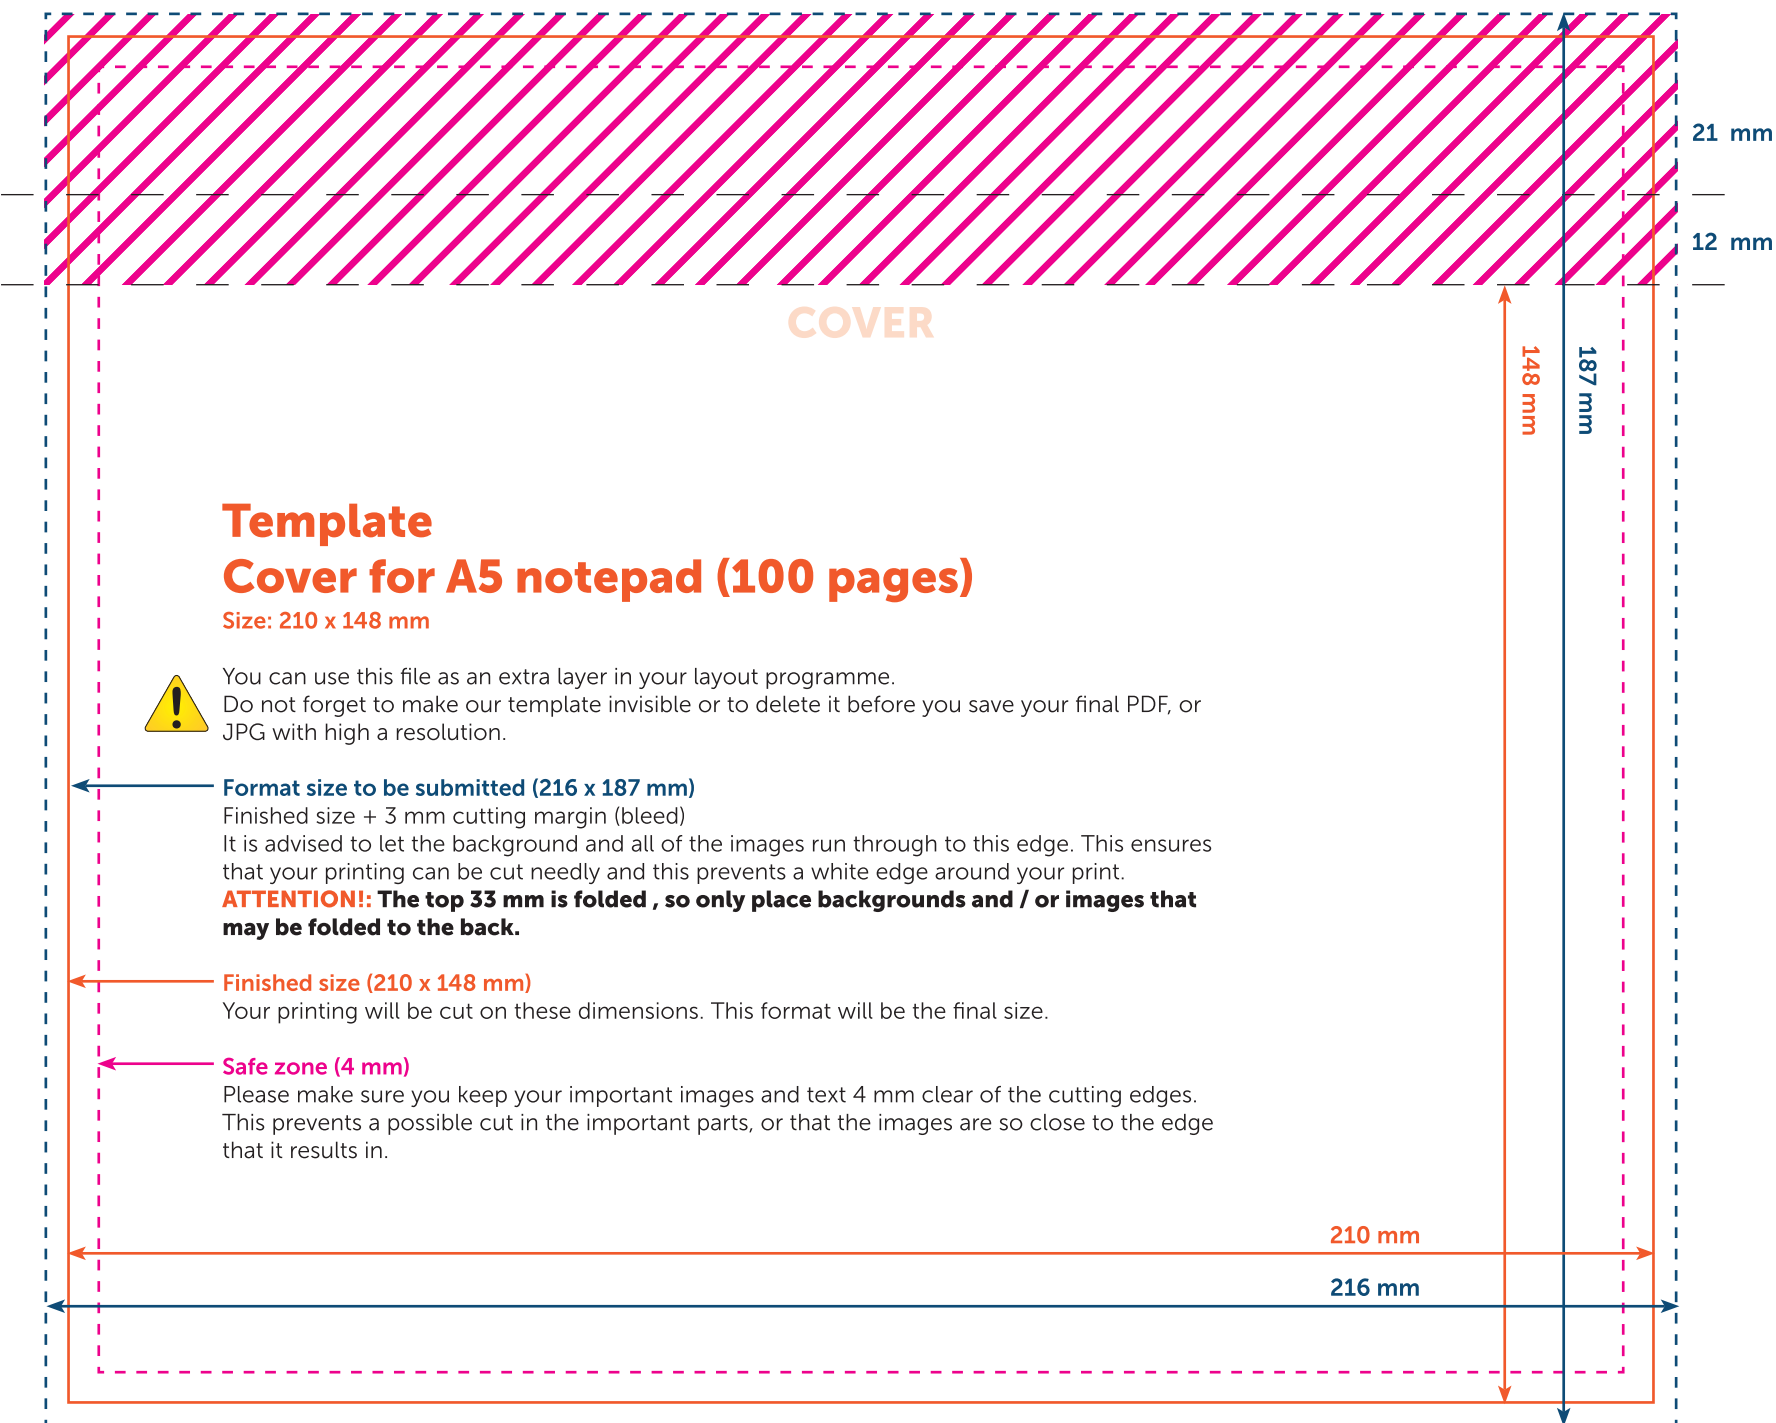 21 mm
12 mm
COVER
148 mm
187 mm
Template
Cover for A5 notepad (100 pages)
Size: 210 x 148 mm
You can use this file as an extra layer in your layout programme.
Do not forget to make our template invisible or to delete it before you save your final PDF, or
JPG with high a resolution.
Format size to be submitted (216 x 187 mm)
Finished size + 3 mm cutting margin (bleed)
It is advised to let the background and all of the images run through to this edge. This ensures
that your printing can be cut needly and this prevents a white edge around your print.
ATTENTION!: The top 33 mm is folded , so only place backgrounds and / or images that
may be folded to the back.
Finished size (210 x 148 mm)
Your printing will be cut on these dimensions. This format will be the final size.
Safe zone (4 mm)
Please make sure you keep your important images and text 4 mm clear of the cutting edges.
This prevents a possible cut in the important parts, or that the images are so close to the edge
that it results in.
210 mm
216 mm